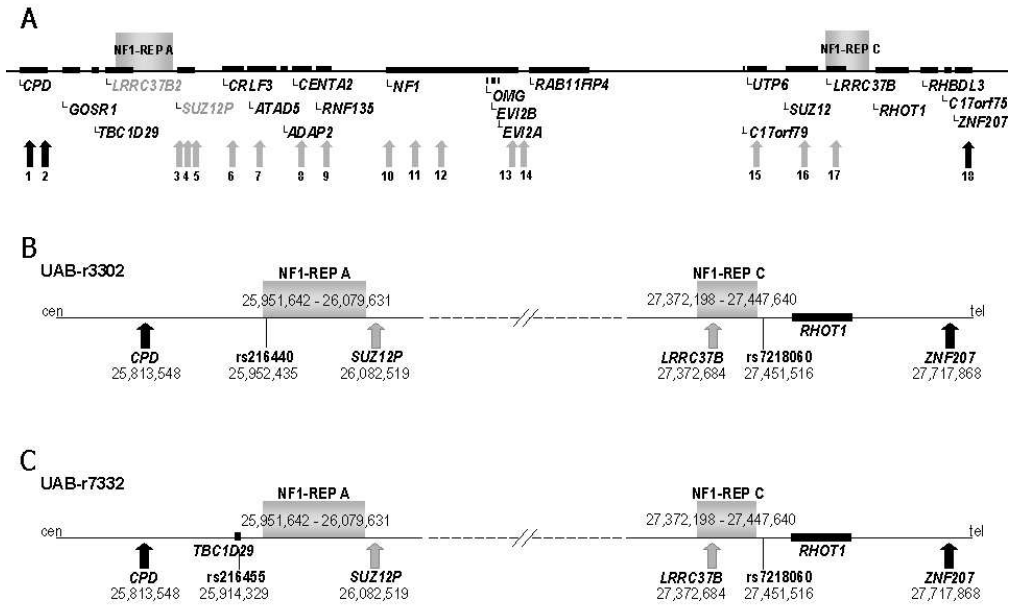 A
NF1-REP A
NF1-REP C
CPD LRRC37B2 CRLF3 CENTA2 NF1 RAB11FIP4 UTP6 LRRC37B RHBDL3
OMG
GOSR1 SUZ12P ATAD5 RNF135 EVI2B SUZ12 RHOT1 C17orf75
TBC1D29 ADAP2 EVI2A C17orf79 ZNF207
1 2 3 4 5 6 7 8 9 10 11 12 13 14 15 16 17 18
B
UAB-r3302
NF1-REP A NF1-REP C
25,951,642 - 26,079,631 27,372,198 - 27,447,640
cen tel
RHOT1
CPD rs216440 SUZ12P LRRC37B rs7218060 ZNF207
25,813,548 25,952,435 26,082,519 27,372,684 27,451,516 27,717,868
C
UAB-r7332
NF1-REP A NF1-REP C
25,951,642 - 26,079,631 27,372,198 - 27,447,640
cen tel
TBC1D29 RHOT1
CPD rs216455 SUZ12P LRRC37B rs7218060 ZNF207
25,813,548 25,914,329 26,082,519 27,372,684 27,451,516 27,717,868